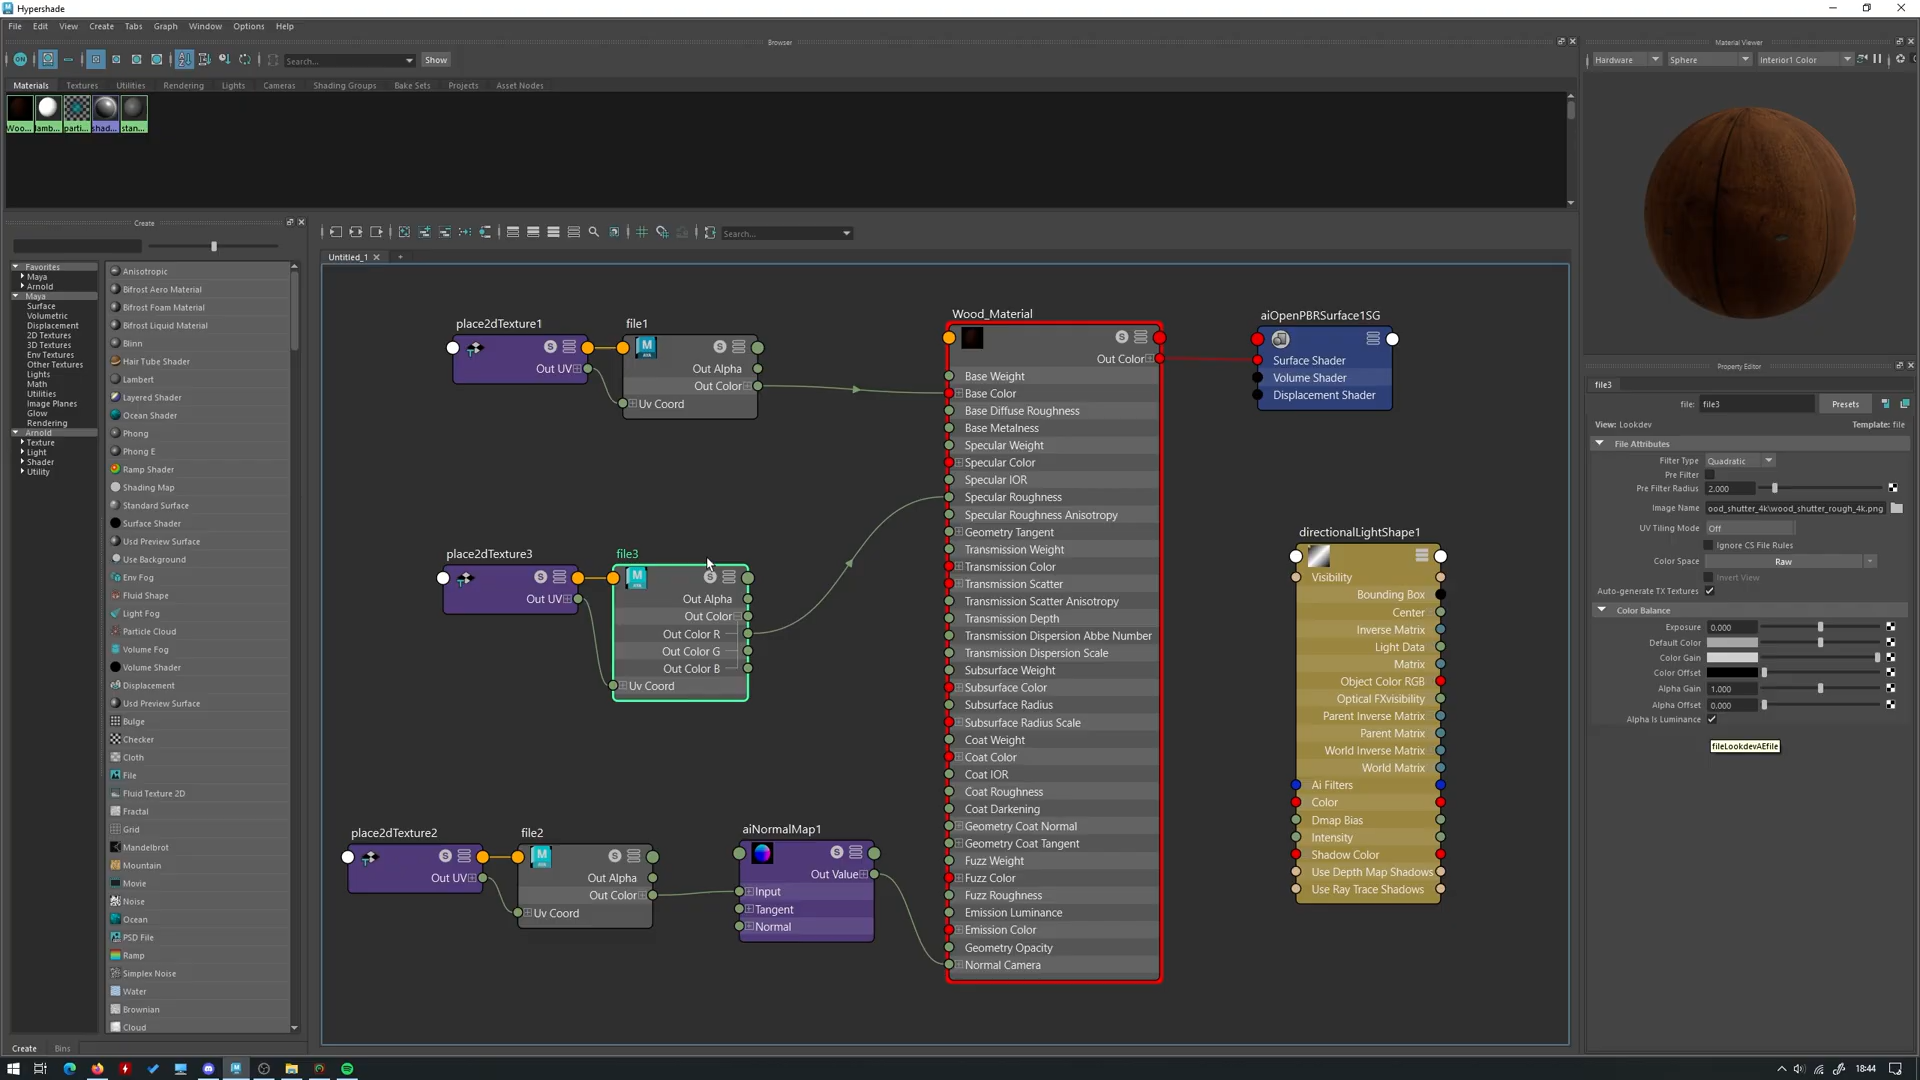 Hypershade
File Edit View Create Tabs Graph Window Options Help
Browser
Search...
Show
Materials Textures Utilities Rendering Lights Cameras Shading Groups Bake Sets Projects Asset Nodes
Woo... lamb... parti... shad... stan...
Create
Favorites
Maya
Arnold
Maya
Surface
Volumetric
Displacement
2D Textures
3D Textures
Env Textures
Other Textures
Lights
Math
Utilities
Image Planes
Glow
Rendering
Arnold
Texture
Light
Shader
Utility
Anisotropic
Bifrost Aero Material
Bifrost Foam Material
Bifrost Liquid Material
Blinn
Hair Tube Shader
Lambert
Layered Shader
Ocean Shader
Phong
Phong E
Ramp Shader
Shading Map
Standard Surface
Surface Shader
Usd Preview Surface
Use Background
Env Fog
Fluid Shape
Light Fog
Particle Cloud
Volume Fog
Volume Shader
Displacement
Usd Preview Surface
Bulge
Checker
Cloth
File
Fluid Texture 2D
Fractal
Grid
Mandelbrot
Mountain
Movie
Noise
Ocean
PSD File
Ramp
Simplex Noise
Water
Brownian
Cloud
Create Bins
Search...
Untitled_1
place2dTexture1
Out UV
file1
Out Alpha
Out Color
Uv Coord
place2dTexture3
Out UV
file3
Out Alpha
Out Color
Out Color R
Out Color G
Out Color B
Uv Coord
place2dTexture2
Out UV
file2
Out Alpha
Out Color
Uv Coord
aiNormalMap1
Out Value
Input
Tangent
Normal
Wood_Material
Out Color
Base Weight
Base Color
Base Diffuse Roughness
Base Metalness
Specular Weight
Specular Color
Specular IOR
Specular Roughness
Specular Roughness Anisotropy
Geometry Tangent
Transmission Weight
Transmission Color
Transmission Scatter
Transmission Scatter Anisotropy
Transmission Depth
Transmission Dispersion Abbe Number
Transmission Dispersion Scale
Subsurface Weight
Subsurface Color
Subsurface Radius
Subsurface Radius Scale
Coat Weight
Coat Color
Coat IOR
Coat Roughness
Coat Darkening
Geometry Coat Normal
Geometry Coat Tangent
Fuzz Weight
Fuzz Color
Fuzz Roughness
Emission Luminance
Emission Color
Geometry Opacity
Normal Camera
aiOpenPBRSurface1SG
Surface Shader
Volume Shader
Displacement Shader
directionalLightShape1
Visibility
Bounding Box
Center
Inverse Matrix
Light Data
Matrix
Object Color RGB
Optical FXvisibility
Parent Inverse Matrix
Parent Matrix
World Inverse Matrix
World Matrix
Ai Filters
Color
Dmap Bias
Intensity
Shadow Color
Use Depth Map Shadows
Use Ray Trace Shadows
Material Viewer
Hardware Sphere Interior1 Color
Property Editor
file3
file: file3 Presets
View: Lookdev Template: file
File Attributes
Filter Type Quadratic
Pre Filter
Pre Filter Radius 2.000
Image Name ood_shutter_4k\wood_shutter_rough_4k.png
UV Tiling Mode Off
Ignore CS File Rules
Color Space Raw
Invert View
Auto-generate TX Textures
Color Balance
Exposure 0.000
Default Color
Color Gain
Color Offset
Alpha Gain 1.000
Alpha Offset 0.000
Alpha Is Luminance
fileLookdevAEfile
18:44